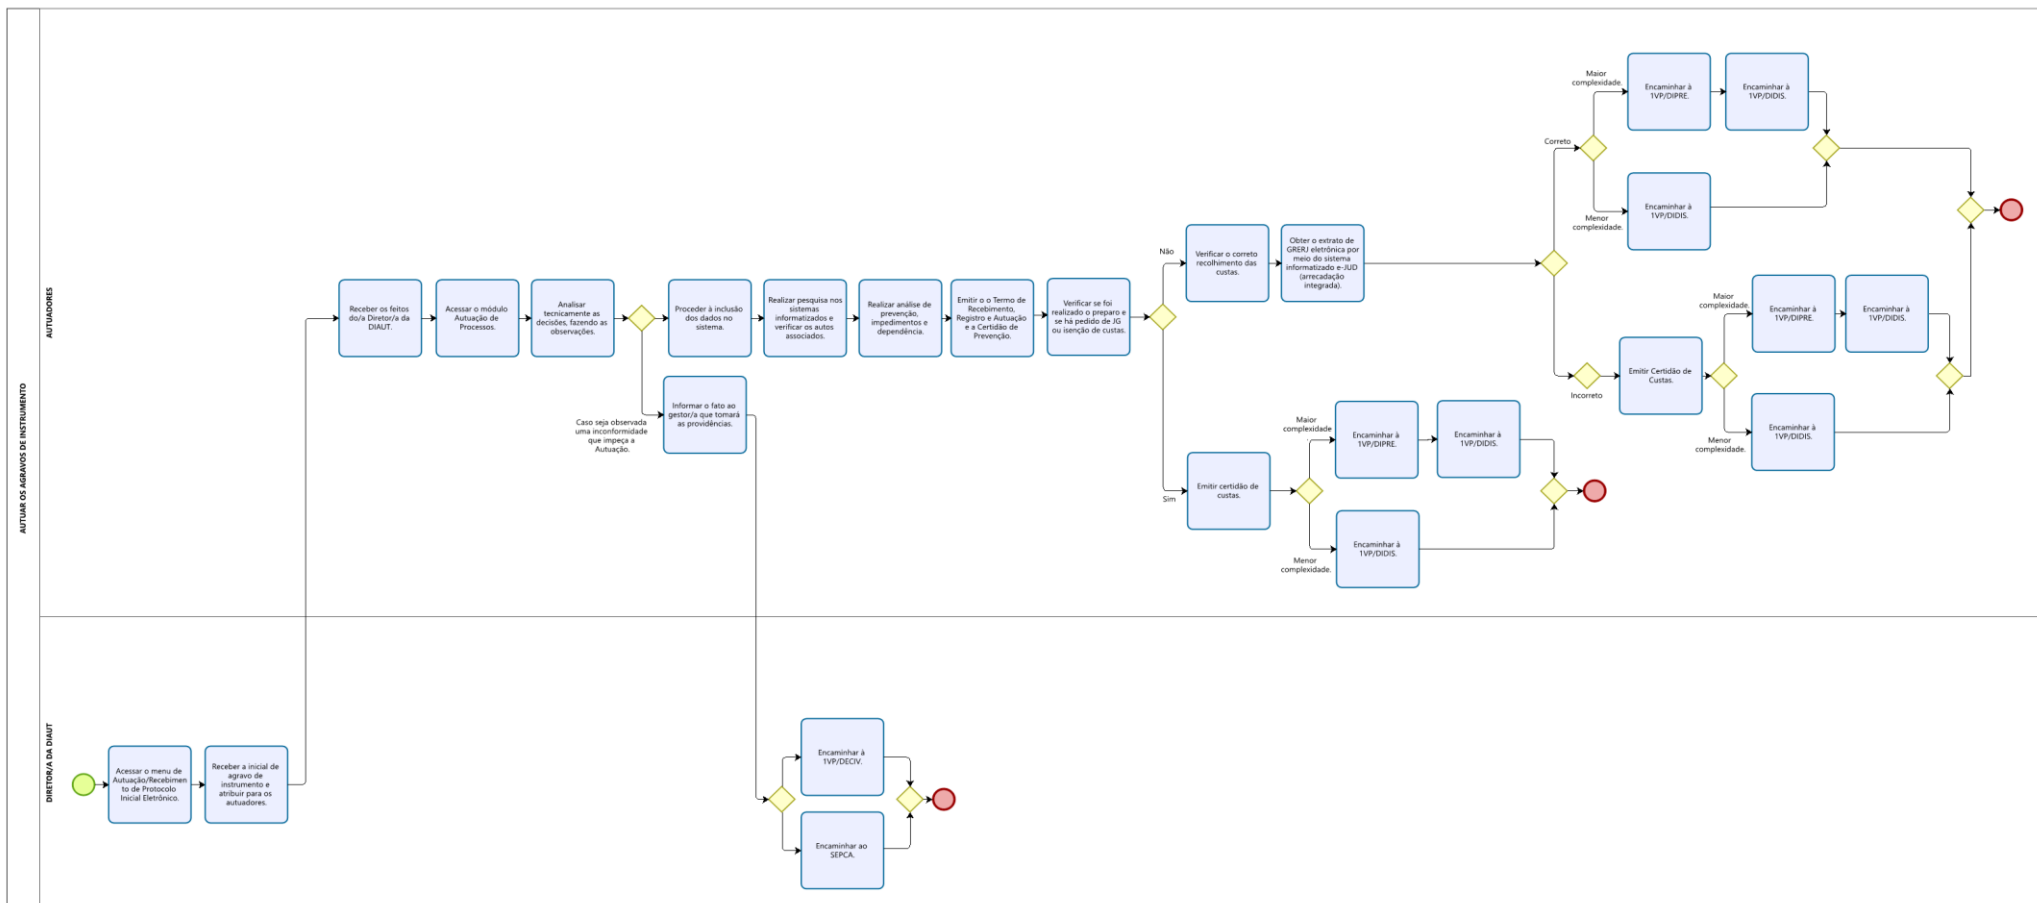 AUTUAR OS AGRAVOS DE INSTRUMENTO
AUTUADORES
Receber os feitos
do/a Diretor/a da
DIAUT.
Acessar o módulo
Autuação de
Processos.
Analisar
tecnicamente as
decisões, fazendo as
observações.
Proceder à inclusão
dos dados no
sistema.
Realizar pesquisa nos
sistemas
informatizados e
verificar os autos
associados.
Realizar análise de
prevenção,
impedimentos e
dependência.
Emitir o o Termo de
Recebimento,
Registro e Autuação
e a Certidão de
Prevenção.
Verificar se foi
realizado o preparo e
se há pedido de JG
ou isenção de custas.
Caso seja observada
uma inconformidade
que impeça a
Autuação.
Informar o fato ao
gestor/a que tomará
as providências.
Não
Verificar o correto
recolhimento das
custas.
Obter o extrato de
GRERJ eletrônica por
meio do sistema
informatizado e-JUD
(arrecadação
integrada).
Correto
Maior
complexidade.
Encaminhar à
1VP/DIPRE.
Encaminhar à
1VP/DIDIS.
Menor
complexidade.
Encaminhar à
1VP/DIDIS.
Incorreto
Emitir Certidão de
Custas.
Maior
complexidade.
Encaminhar à
1VP/DIPRE.
Encaminhar à
1VP/DIDIS.
Menor
complexidade.
Encaminhar à
1VP/DIDIS.
Sim
Emitir certidão de
custas.
Maior
complexidade
Encaminhar à
1VP/DIPRE.
Encaminhar à
1VP/DIDIS.
Menor
complexidade.
Encaminhar à
1VP/DIDIS.
DIRETOR/A DA DIAUT
Acessar o menu de
Autuação/Recebimen
to de Protocolo
Inicial Eletrônico.
Receber a inicial de
agravo de
instrumento e
atribuir para os
autuadores.
Encaminhar à
1VP/DECIV.
Encaminhar ao
SEPCA.